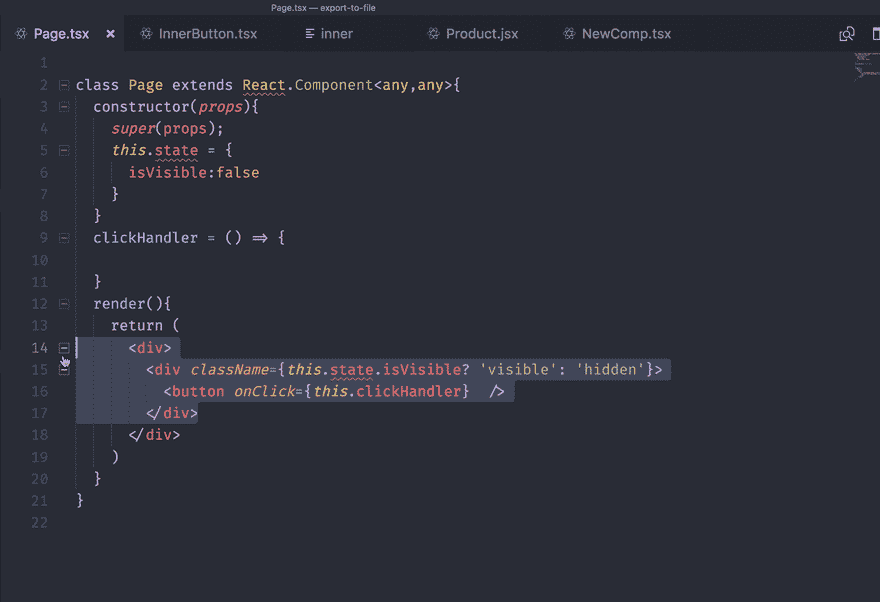 Page.tsx — export-to-file
Page.tsx × InnerButton.tsx inner Product.jsx NewComp.tsx
1
2 class Page extends React.Component<any,any>{
3 constructor(props){
4 super(props);
5 this.state = {
6 isVisible:false
7 }
8 }
9 clickHandler = () => {
10
11 }
12 render(){
13 return (
14 <div>
15 <div className={this.state.isVisible? 'visible': 'hidden'}>
16 <button onClick={this.clickHandler} />
17 </div>
18 </div>
19 )
20 }
21 }
22